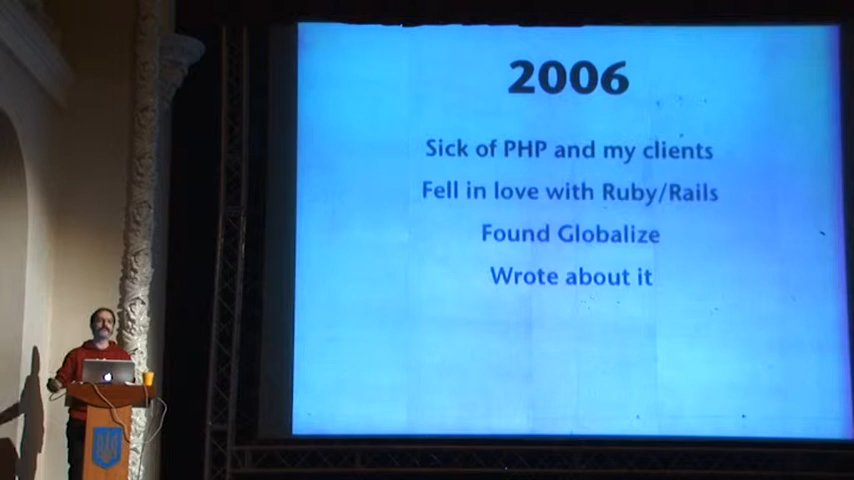 2006
Sick of PHP and my clients
Fell in love with Ruby/Rails
Found Globalize
Wrote about it